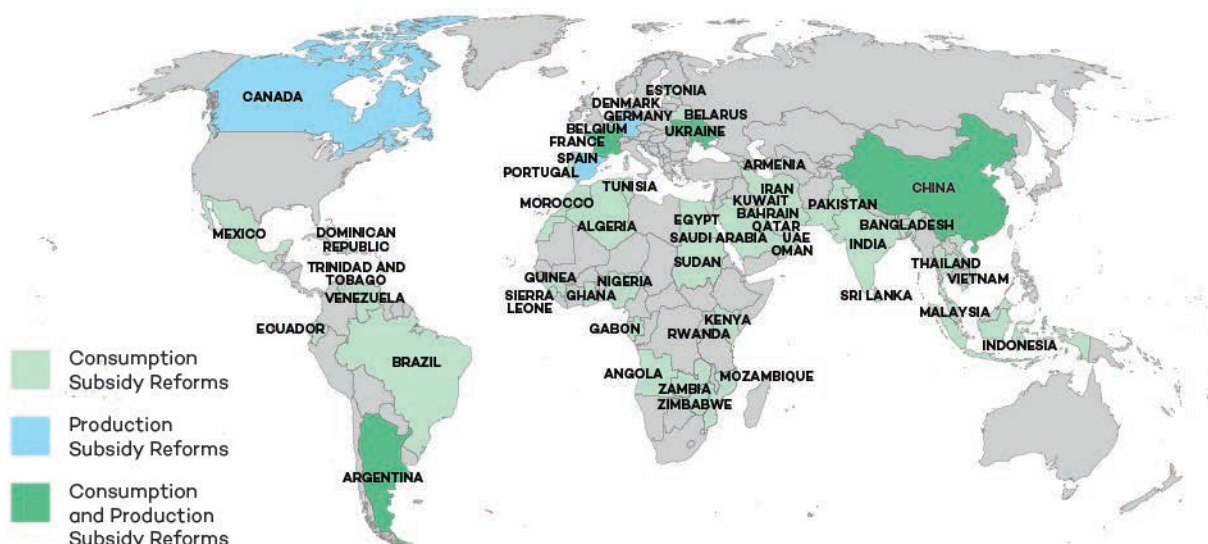 CANADA
ESTONIA
DENMARK
GERMANY
BELARUS
BELGIUM
UKRAINE
FRANCE
SPAIN
PORTUGAL
ARMENIA
CHINA
TUNISIA
IRAN
MOROCCO
KUWAIT
PAKISTAN
ALGERIA
EGYPT
BAHRAIN
QATAR
BANGLADESH
MEXICO
DOMINICAN
REPUBLIC
SAUDI ARABIA
UAE
INDIA
OMAN
SUDAN
THAILAND
TRINIDAD AND
TOBAGO
GUINEA
NIGERIA
VIETNAM
VENEZUELA
SIERRA
LEONE
GHANA
SRI LANKA
MALAYSIA
ECUADOR
GABON
KENYA
RWANDA
INDONESIA
BRAZIL
ANGOLA
MOZAMBIQUE
ZAMBIA
ZIMBABWE
ARGENTINA
Consumption
Subsidy Reforms
Production
Subsidy Reforms
Consumption
and Production
Subsidy Reforms